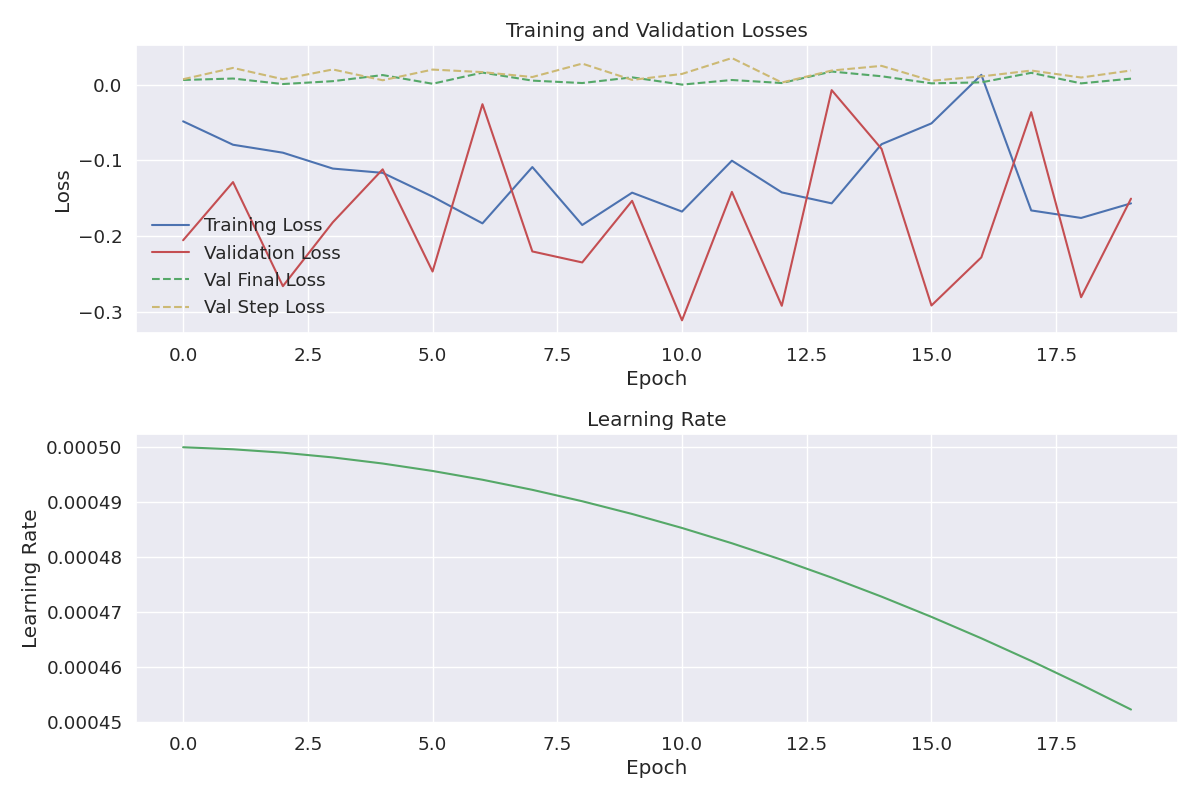 Training and Validation Losses
0.0
−0.1
−0.2
−0.3
Loss
Training Loss
Validation Loss
Val Final Loss
Val Step Loss
0.0 2.5 5.0 7.5 10.0 12.5 15.0 17.5
Epoch
Learning Rate
0.00050
0.00049
0.00048
0.00047
0.00046
0.00045
Learning Rate
0.0 2.5 5.0 7.5 10.0 12.5 15.0 17.5
Epoch